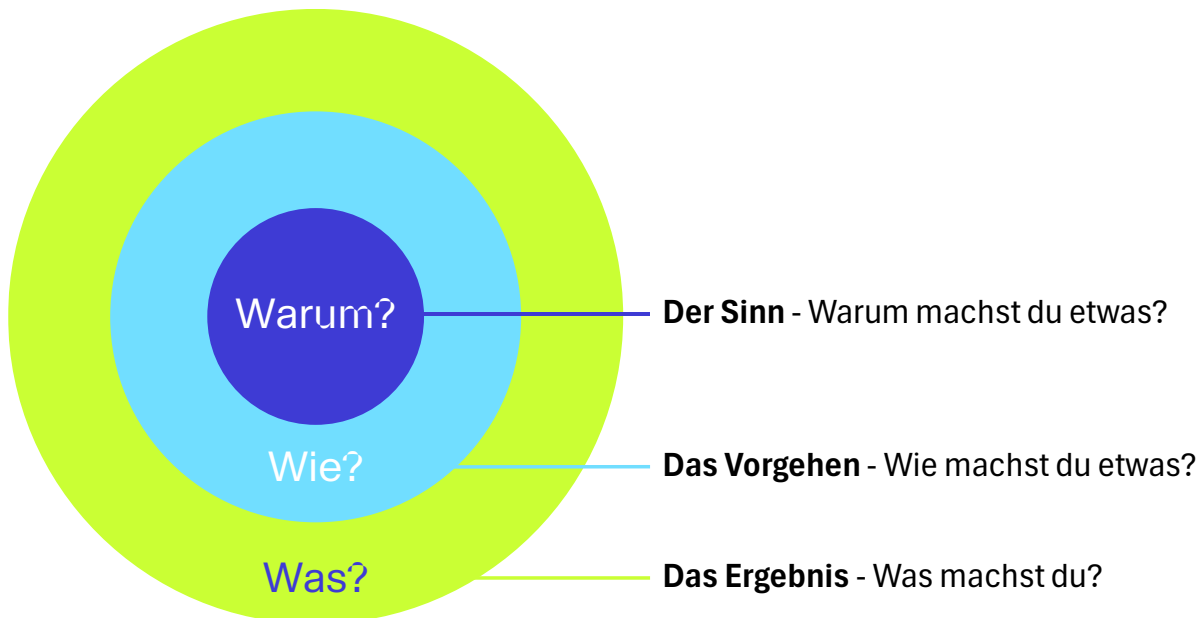 Warum?
Der Sinn - Warum machst du etwas?
Wie?
Das Vorgehen - Wie machst du etwas?
Was?
Das Ergebnis - Was machst du?